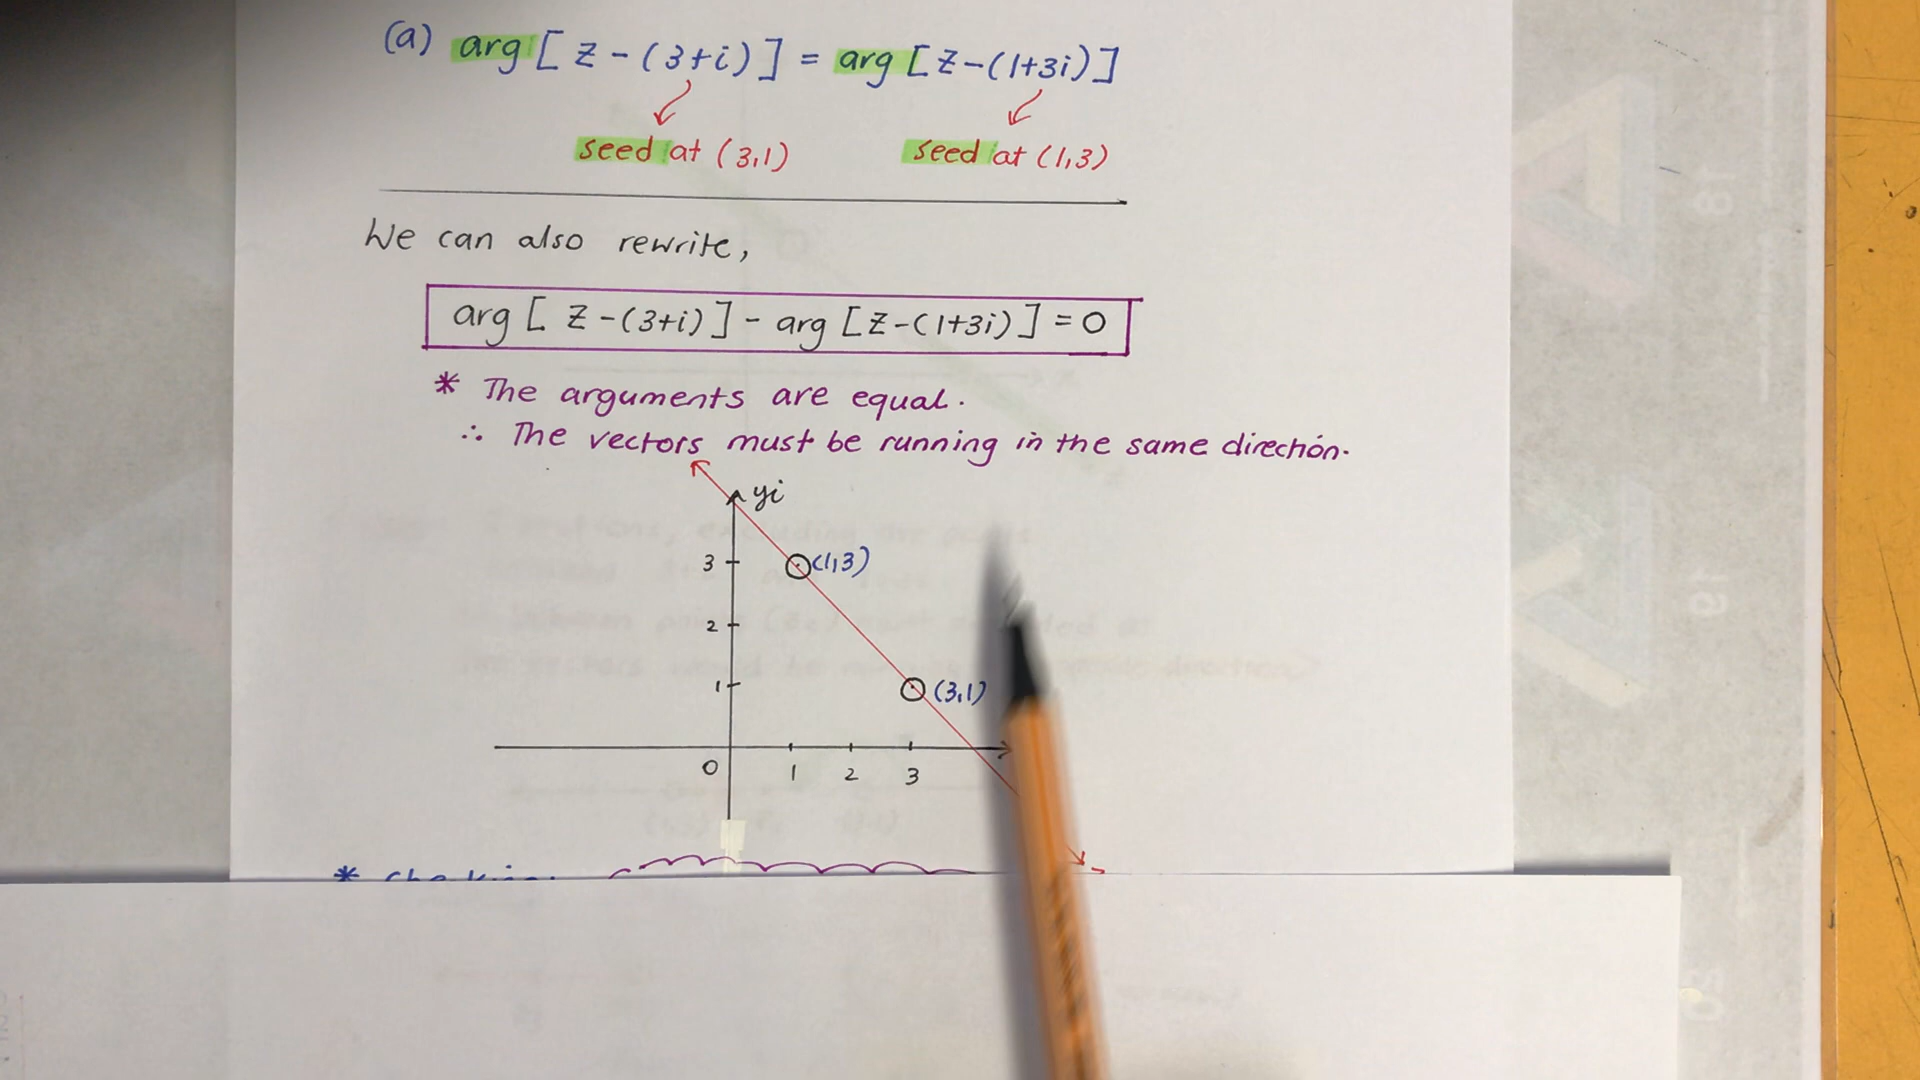 (a) arg [ z - (3+i) ] = arg [ z-(1+3i) ]
seed at (3,1) seed at (1,3)
We can also rewrite,
arg [ z -(3+i) ] - arg [ z-(1+3i) ] = 0
* The arguments are equal.
∴ The vectors must be running in the same direction.
yi
3 (1,3)
2
1 (3,1)
0 1 2 3